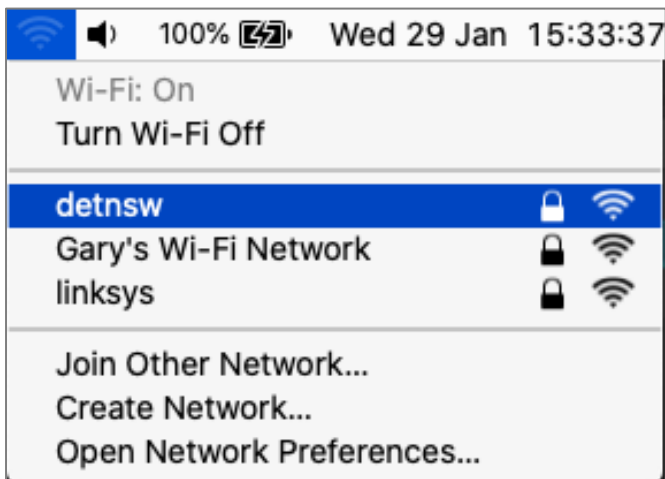 100% Wed 29 Jan 15:33:37
Wi-Fi: On
Turn Wi-Fi Off
detnsw
Gary's Wi-Fi Network
linksys
Join Other Network...
Create Network...
Open Network Preferences...